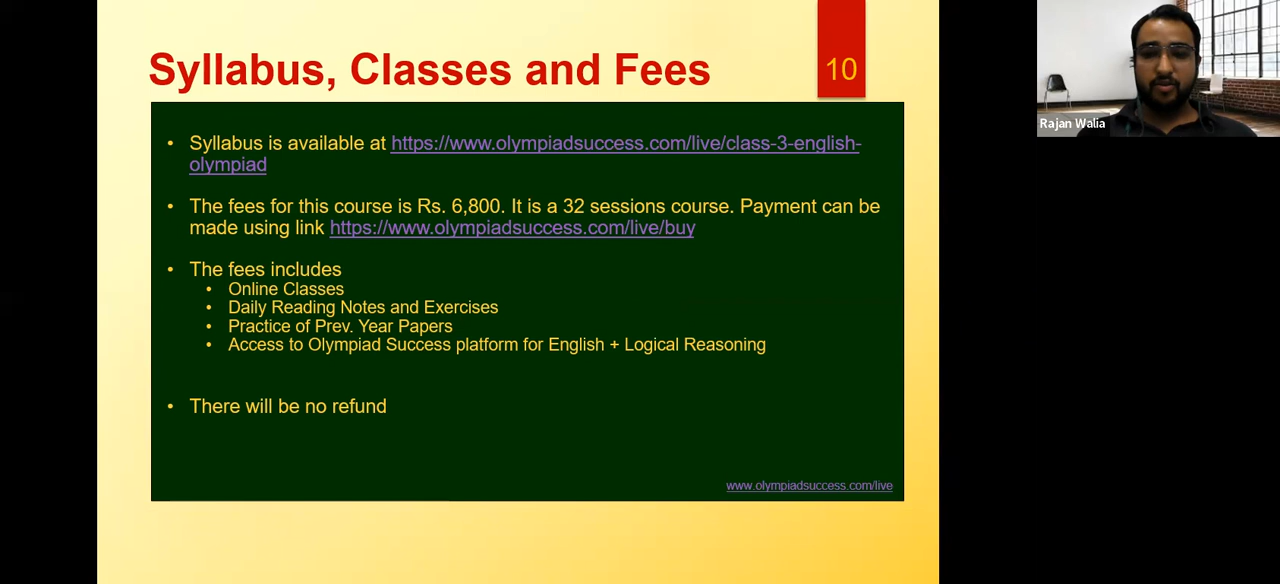 Syllabus, Classes and Fees
10
Rajan Walia
• Syllabus is available at https://www.olympiadsuccess.com/live/class-3-english-
olympiad
• The fees for this course is Rs. 6,800. It is a 32 sessions course. Payment can be
made using link https://www.olympiadsuccess.com/live/buy
• The fees includes
• Online Classes
• Daily Reading Notes and Exercises
• Practice of Prev. Year Papers
• Access to Olympiad Success platform for English + Logical Reasoning
• There will be no refund
www.olympiadsuccess.com/live